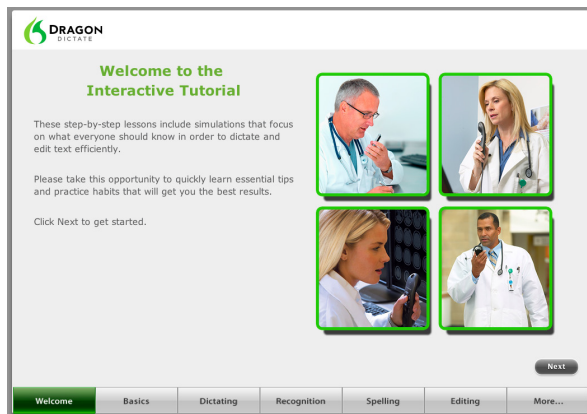 DRAGON
DICTATE
Welcome to the
Interactive Tutorial
These step-by-step lessons include simulations that focus
on what everyone should know in order to dictate and
edit text efficiently.
Please take this opportunity to quickly learn essential tips
and practice habits that will get you the best results.
Click Next to get started.
Next
Welcome
Basics
Dictating
Recognition
Spelling
Editing
More...